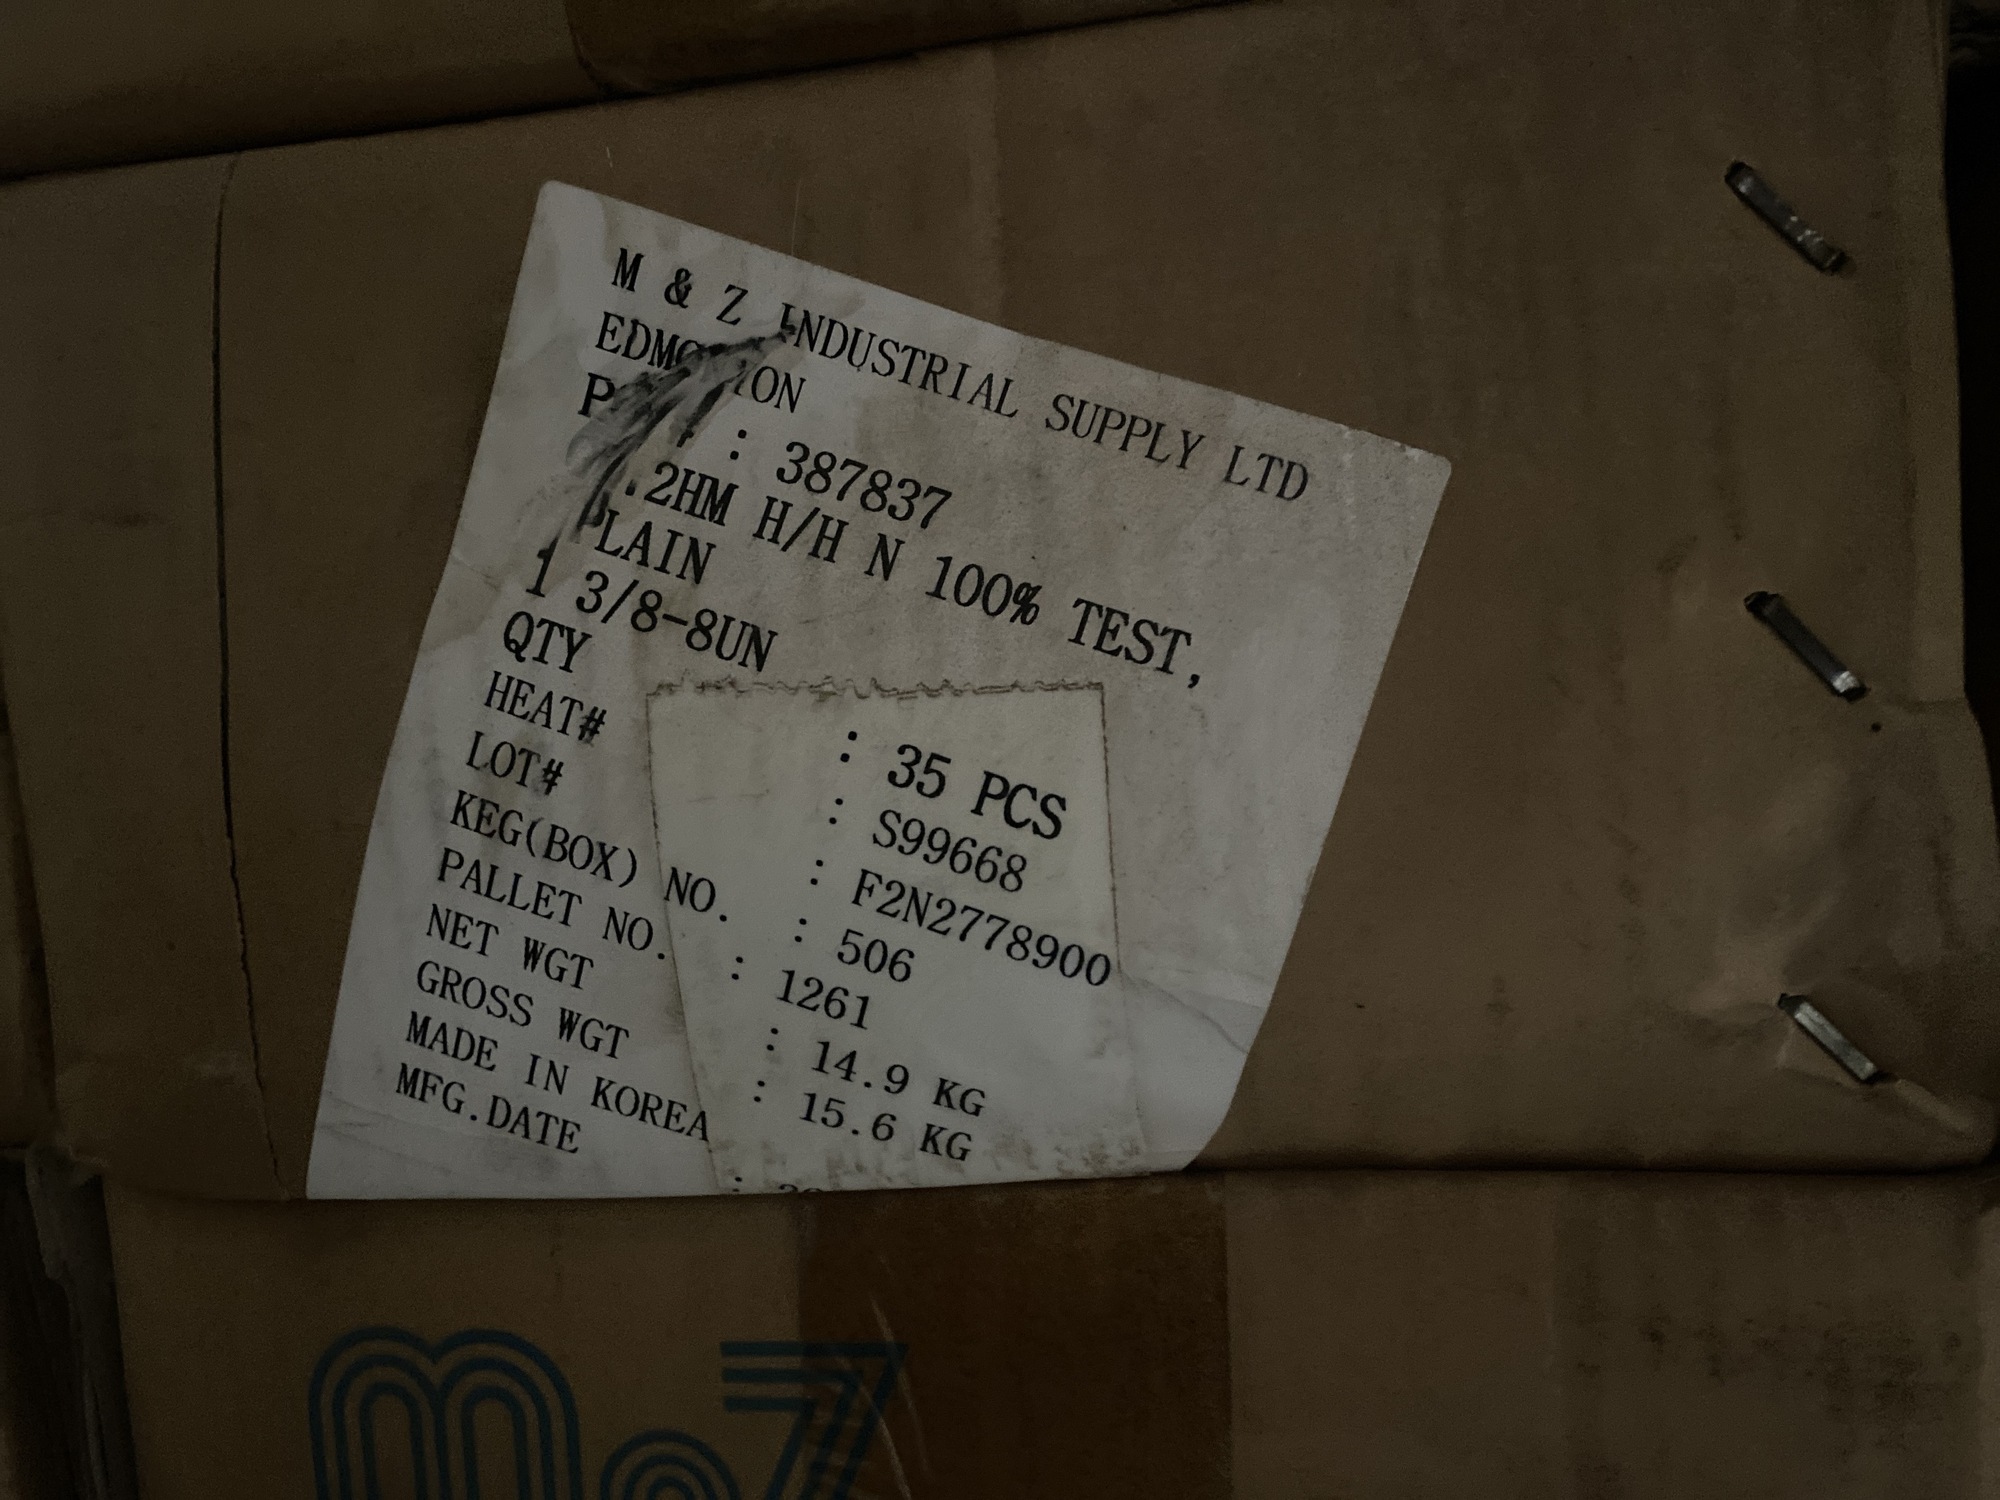 M & Z INDUSTRIAL SUPPLY LTD
EDMONTON
: 387837
2HM H/H N 100% TEST,
PLAIN
1 3/8-8UN
QTY : 35 PCS
HEAT# : S99668
LOT# : F2N2778900
KEG(BOX) NO. : 506
PALLET NO. : 1261
NET WGT : 14.9 KG
GROSS WGT : 15.6 KG
MADE IN KOREA
MFG.DATE :